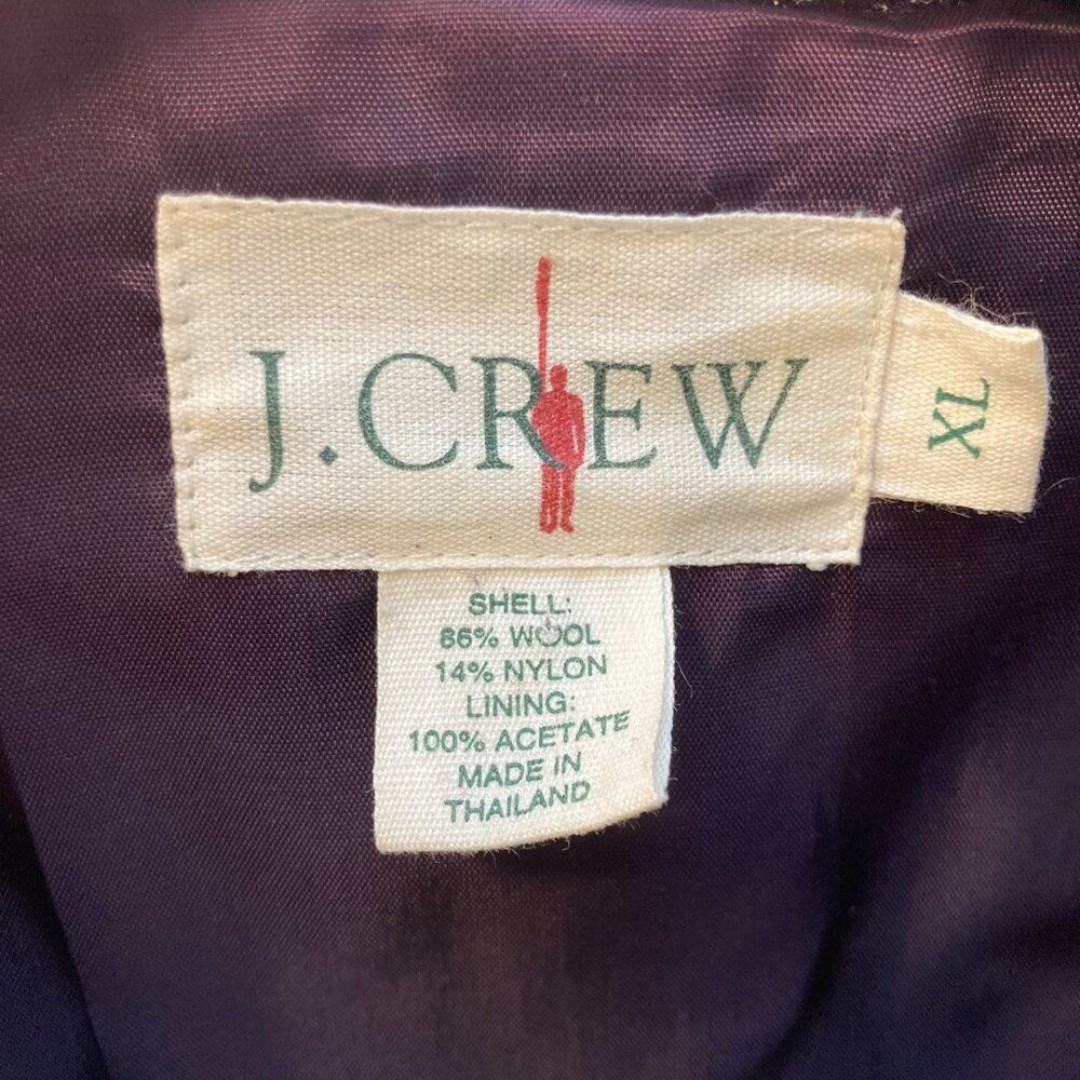 J.CREW
XL
SHELL:
86% WOOL
14% NYLON
LINING:
100% ACETATE
MADE IN
THAILAND